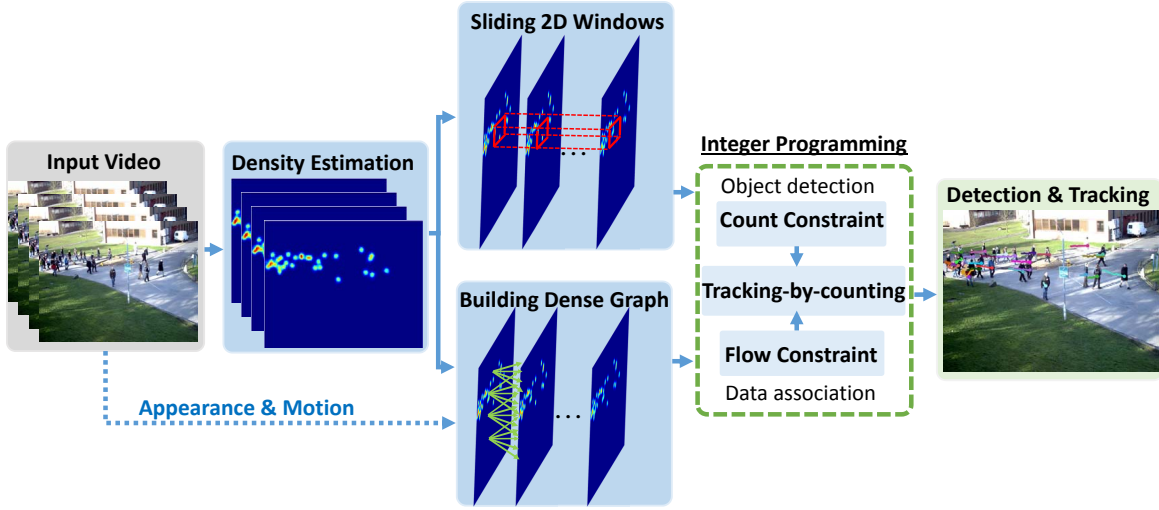 Sliding 2D Windows
...
Input Video
Density Estimation
Building Dense Graph
...
Appearance & Motion
Integer Programming
Object detection
Count Constraint
Tracking-by-counting
Flow Constraint
Data association
Detection & Tracking